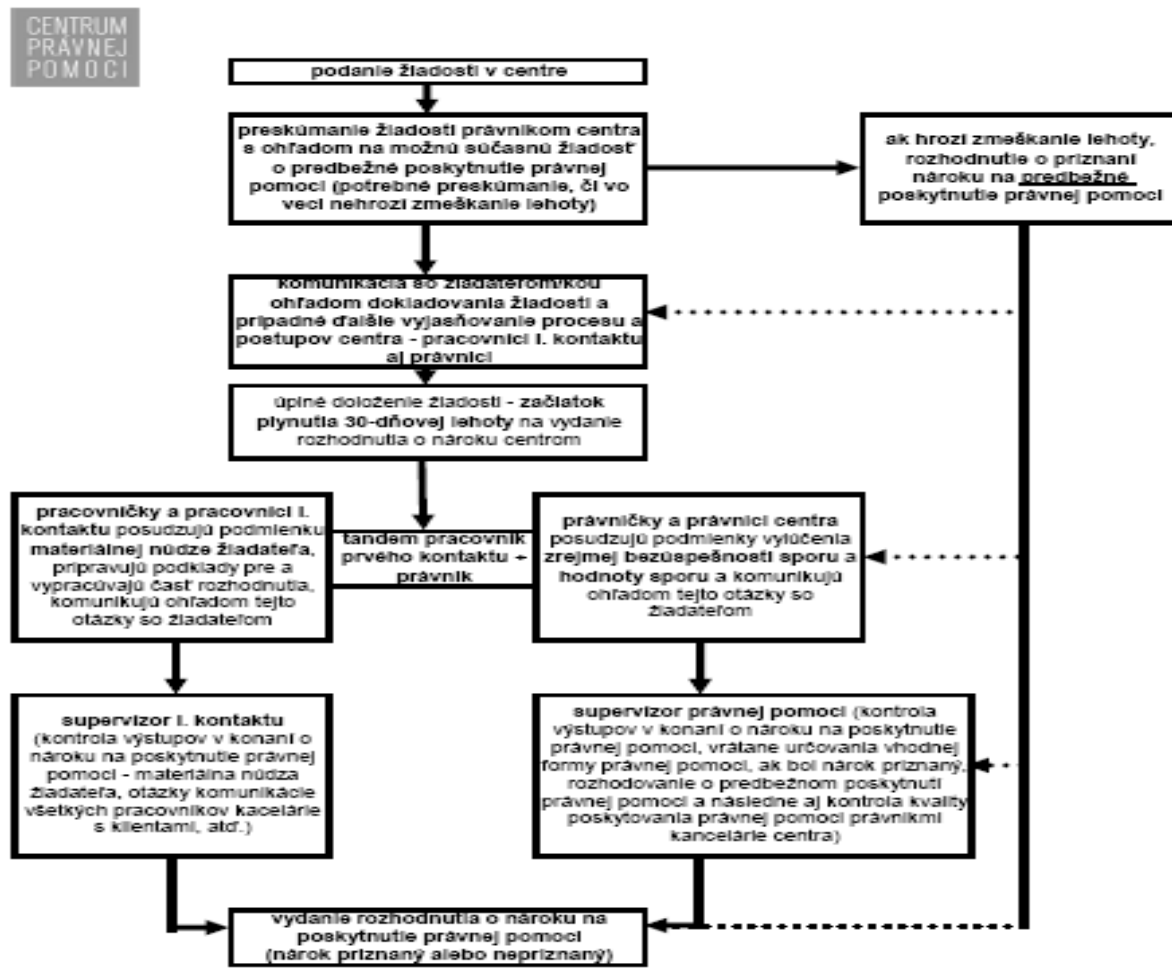 CENTRUM
PRÁVNEJ
POMOCI
podanie žiadosti v centre
preskúmanie žiadosti právnikom centra
s ohľadom na možnú súčasnú žiadosť
o predbežné poskytnutie právnej
pomoci (potrebné preskúmanie, či vo
veci nehrozí zmeškanie lehoty)
ak hrozí zmeškanie lehoty,
rozhodnutie o priznaní
nároku na predbežné
poskytnutie právnej pomoci
komunikácia so žiadateľom/kou
ohľadom dokladovania žiadosti a
prípadné ďalšie vyjasňovanie procesu a
postupov centra - pracovníci I. kontaktu
aj právnici
úplné doloženie žiadosti - začiatok
plynutia 30-dňovej lehoty na vydanie
rozhodnutia o nároku centrom
pracovníčky a pracovníci I.
kontaktu posudzujú podmienku
materiálnej núdze žiadateľa,
pripravujú podklady pre a
vypracúvajú časť rozhodnutia,
komunikujú ohľadom tejto
otázky so žiadateľom
tandem pracovník
prvého kontaktu +
právnik
právničky a právnici centra
posudzujú podmienky vylúčenia
zrejmej bezúspešnosti sporu a
hodnoty sporu a komunikujú
ohľadom tejto otázky so
žiadateľom
supervízor I. kontaktu
(kontrola výstupov v konaní o
nároku na poskytnutie právnej
pomoci - materiálna núdza
žiadateľa, otázky komunikácie
všetkých pracovníkov kacelárie
s klientami, atď.)
supervízor právnej pomoci (kontrola
výstupov v konaní o nároku na poskytnutie
právnej pomoci, vrátane určovania vhodnej
formy právnej pomoci, ak bol nárok priznaný,
rozhodovanie o predbežnom poskytnutí
právnej pomoci a následne aj kontrola kvality
poskytovania právnej pomoci právnikmi
kancelárie centra)
vydanie rozhodnutia o nároku na
poskytnutie právnej pomoci
(nárok priznaný alebo nepriznaný)